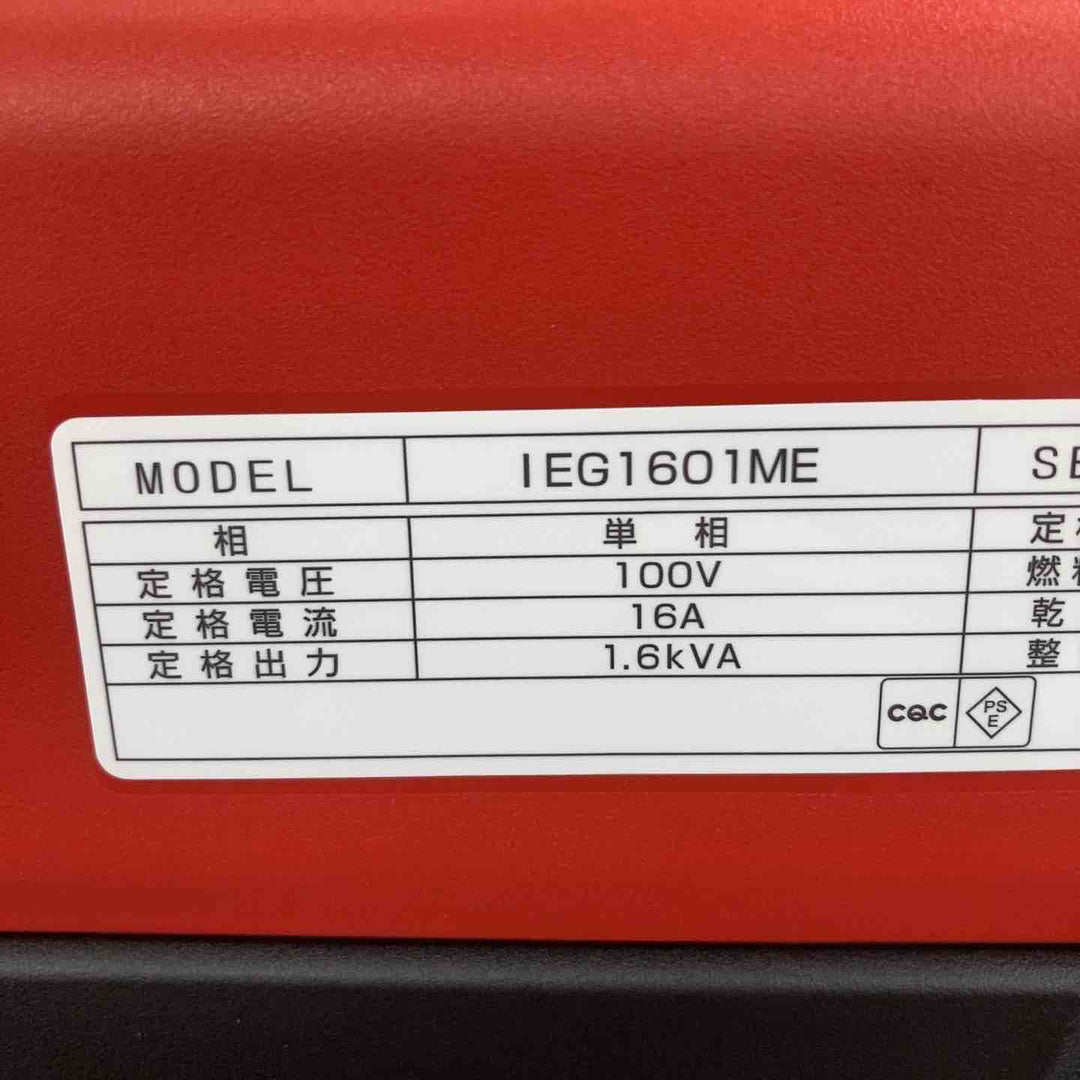 MODEL IEG1601ME SE
相 単相 定
定格電圧 100V 燃
定格電流 16A 乾
定格出力 1.6kVA 整
CQC PS E